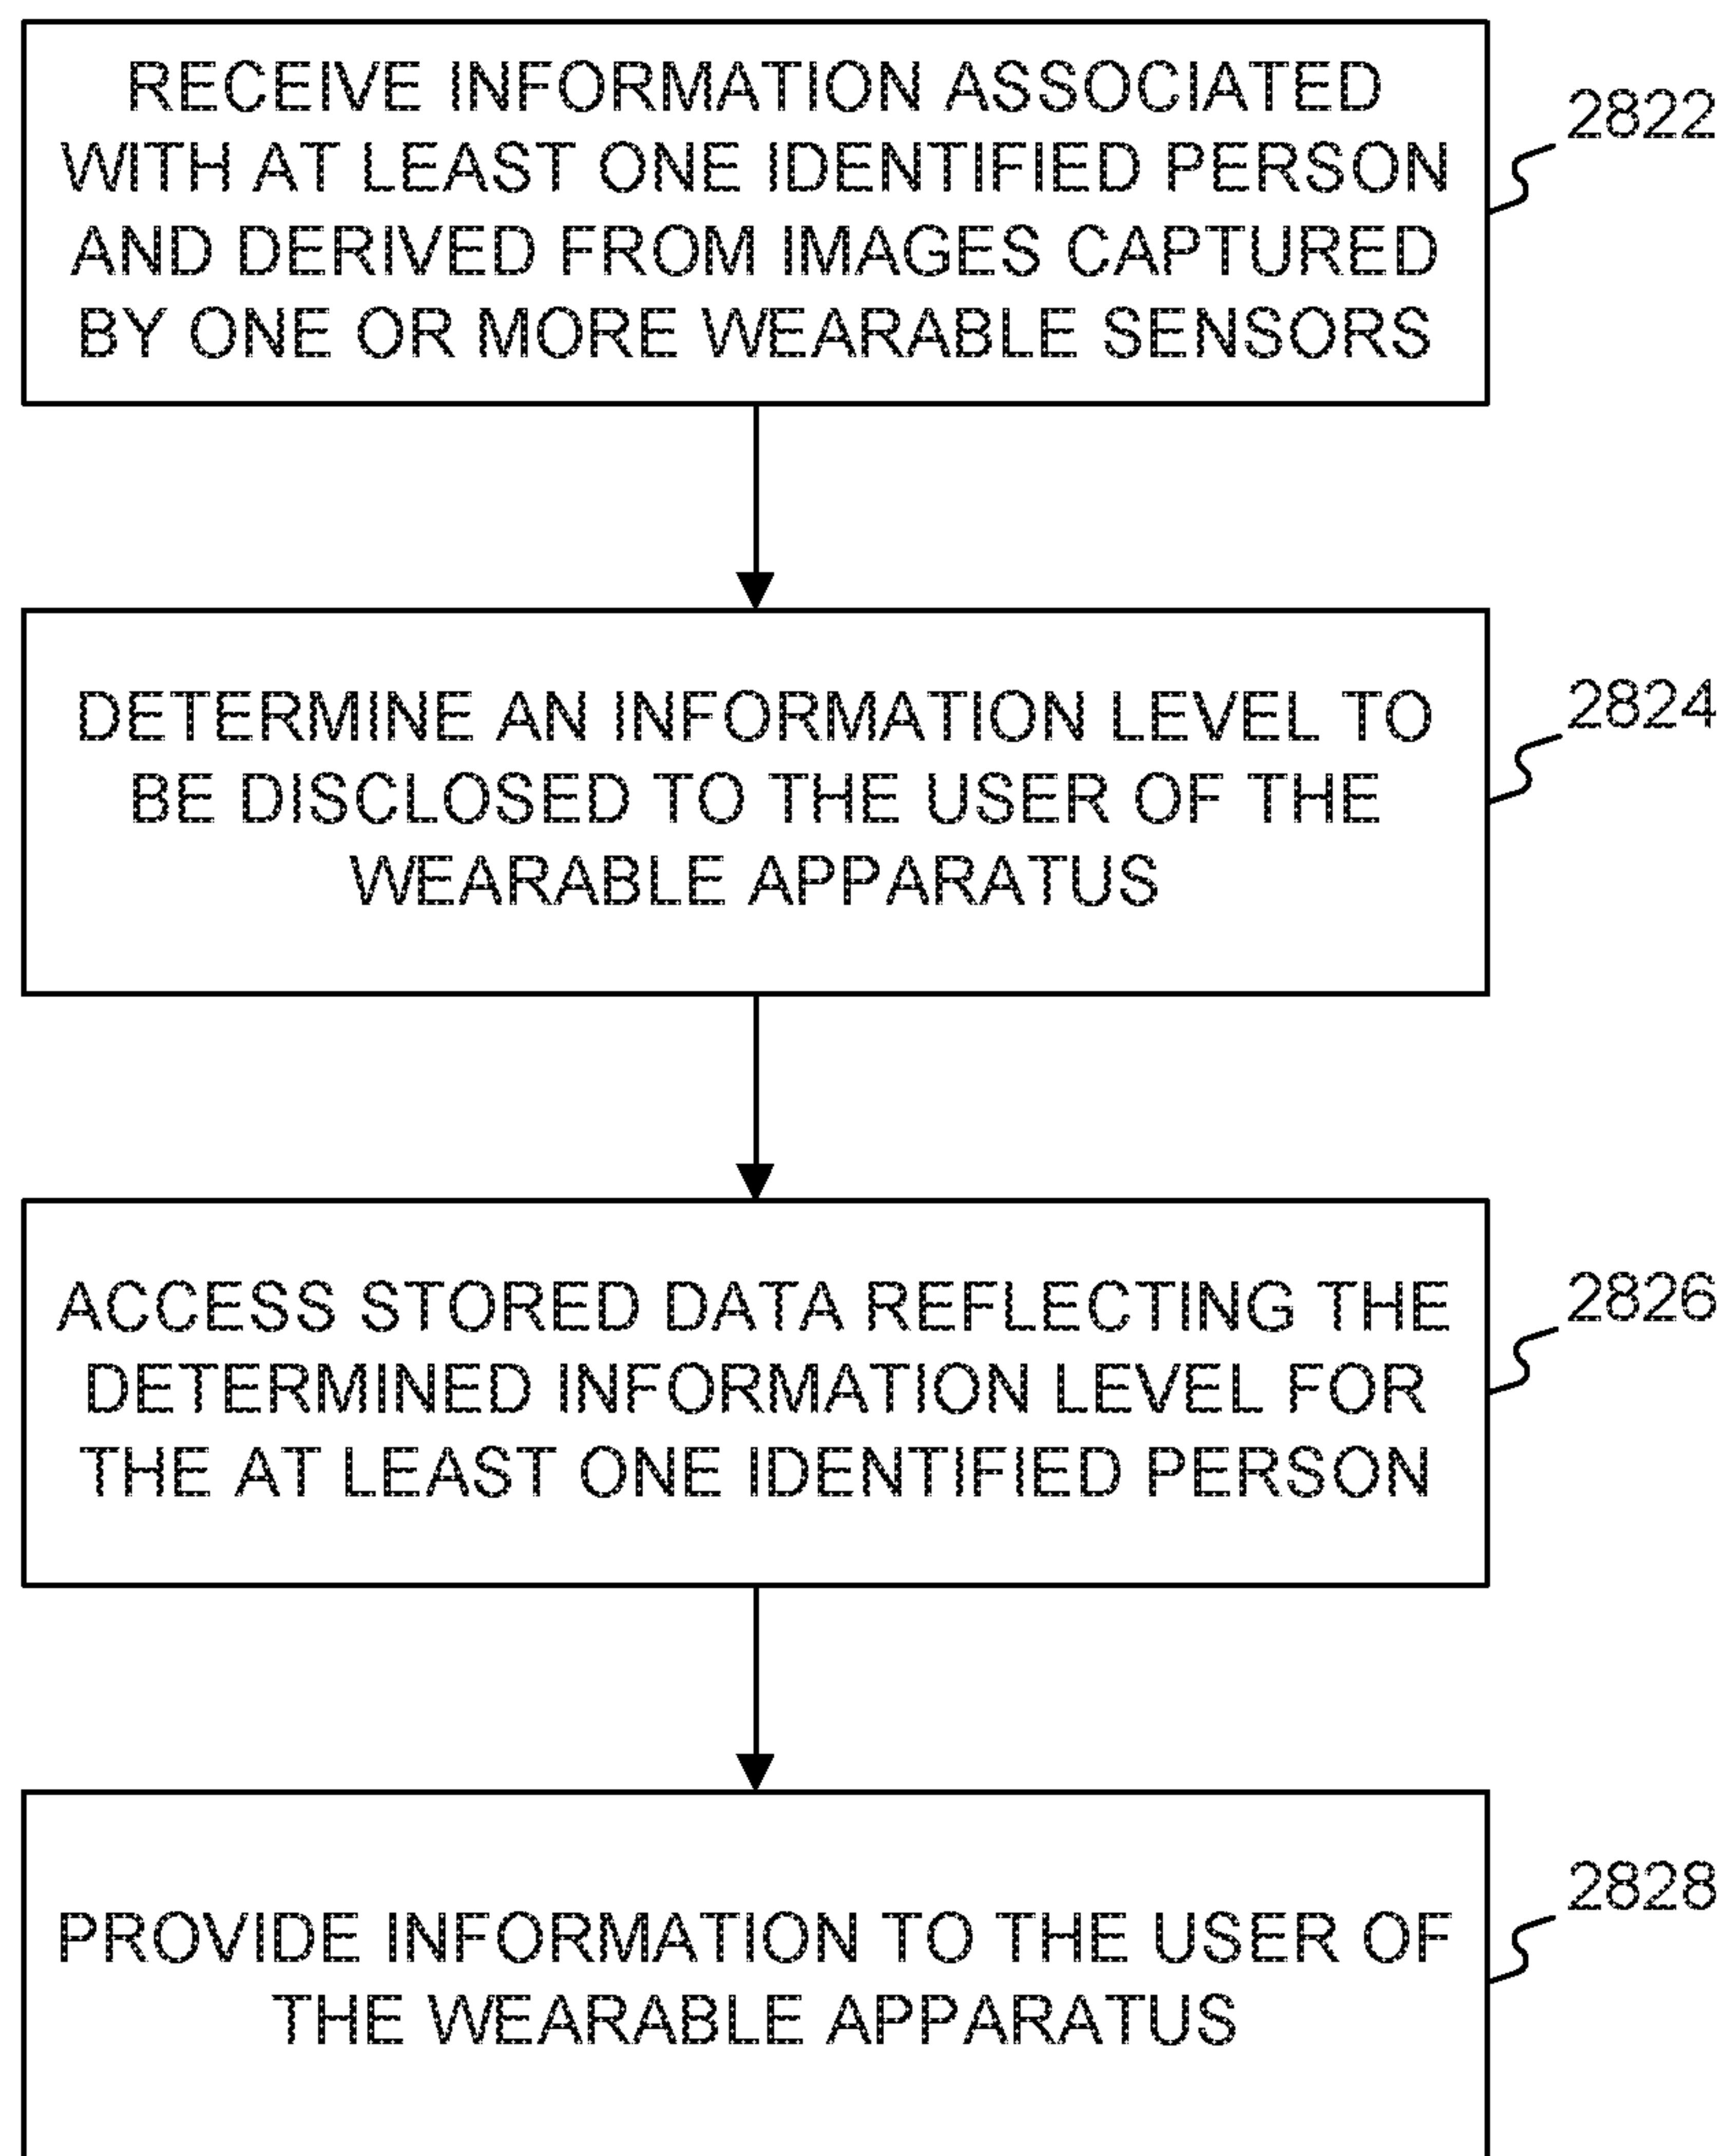 RECEIVE INFORMATION ASSOCIATED
WITH AT LEAST ONE IDENTIFIED PERSON
AND DERIVED FROM IMAGES CAPTURED
BY ONE OR MORE WEARABLE SENSORS
2822
DETERMINE AN INFORMATION LEVEL TO
BE DISCLOSED TO THE USER OF THE
WEARABLE APPARATUS
2824
ACCESS STORED DATA REFLECTING THE
DETERMINED INFORMATION LEVEL FOR
THE AT LEAST ONE IDENTIFIED PERSON
2826
PROVIDE INFORMATION TO THE USER OF
THE WEARABLE APPARATUS
2828